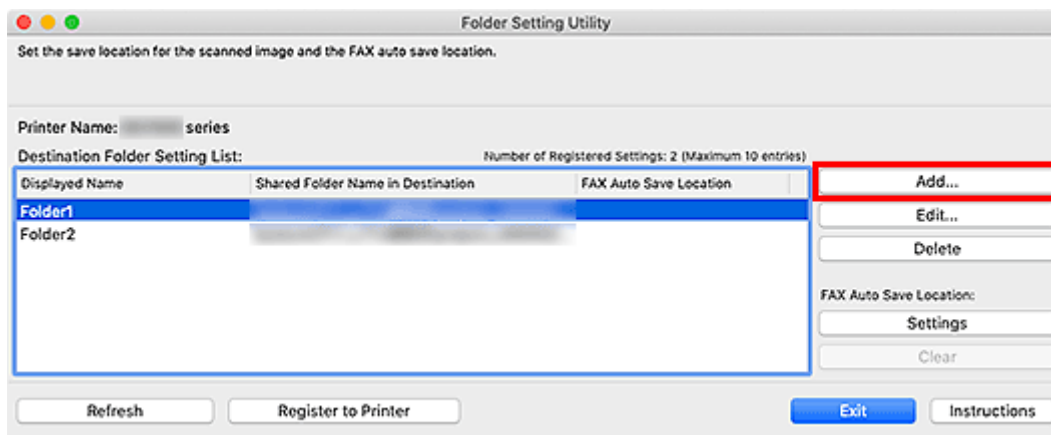 Folder Setting Utility
Set the save location for the scanned image and the FAX auto save location.
Printer Name: series
Destination Folder Setting List: Number of Registered Settings: 2 (Maximum 10 entries)
Displayed Name Shared Folder Name in Destination FAX Auto Save Location Add...
Folder1 Edit...
Folder2 Delete
FAX Auto Save Location:
Settings
Clear
Refresh Register to Printer Exit Instructions